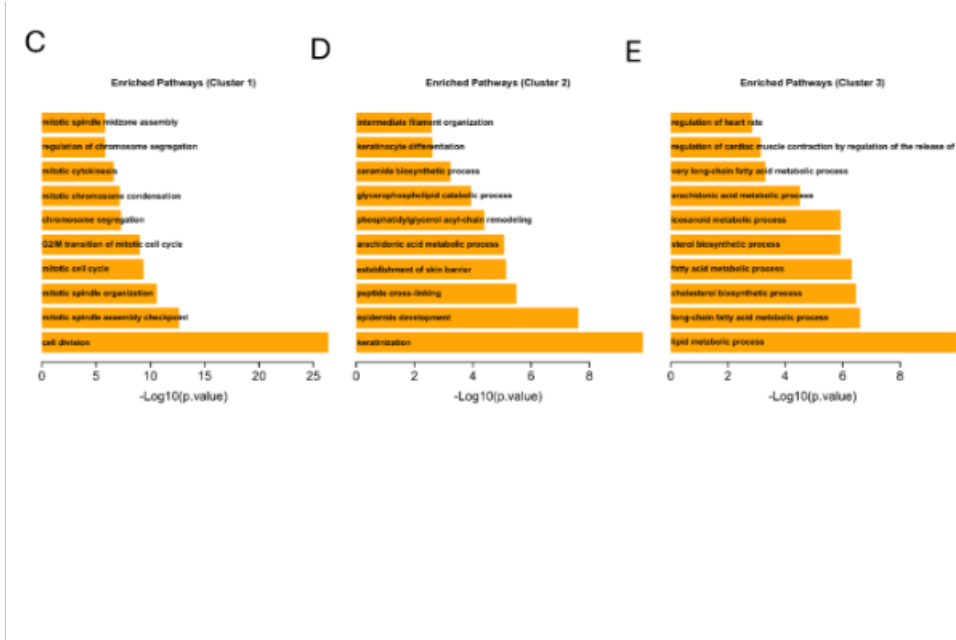 C
Enriched Pathways (Cluster 1)
mitotic spindle midzone assembly
regulation of chromosome segregation
mitotic cytokinesis
mitotic chromosome condensation
chromosome segregation
G2/M transition of mitotic cell cycle
mitotic cell cycle
mitotic spindle organization
mitotic spindle assembly checkpoint
cell division
0 5 10 15 20 25
-Log10(p.value)
D
Enriched Pathways (Cluster 2)
intermediate filament organization
keratinocyte differentiation
ceramide biosynthetic process
glycerophospholipid catabolic process
phosphatidylglycerol acyl-chain remodeling
arachidonic acid metabolic process
establishment of skin barrier
peptide cross-linking
epidermis development
keratinization
0 2 4 6 8
-Log10(p.value)
E
Enriched Pathways (Cluster 3)
regulation of heart rate
regulation of cardiac muscle contraction by regulation of the release of
very long-chain fatty acid metabolic process
arachidonic acid metabolic process
icosanoid metabolic process
sterol biosynthetic process
fatty acid metabolic process
cholesterol biosynthetic process
long-chain fatty acid metabolic process
lipid metabolic process
0 2 4 6 8
-Log10(p.value)